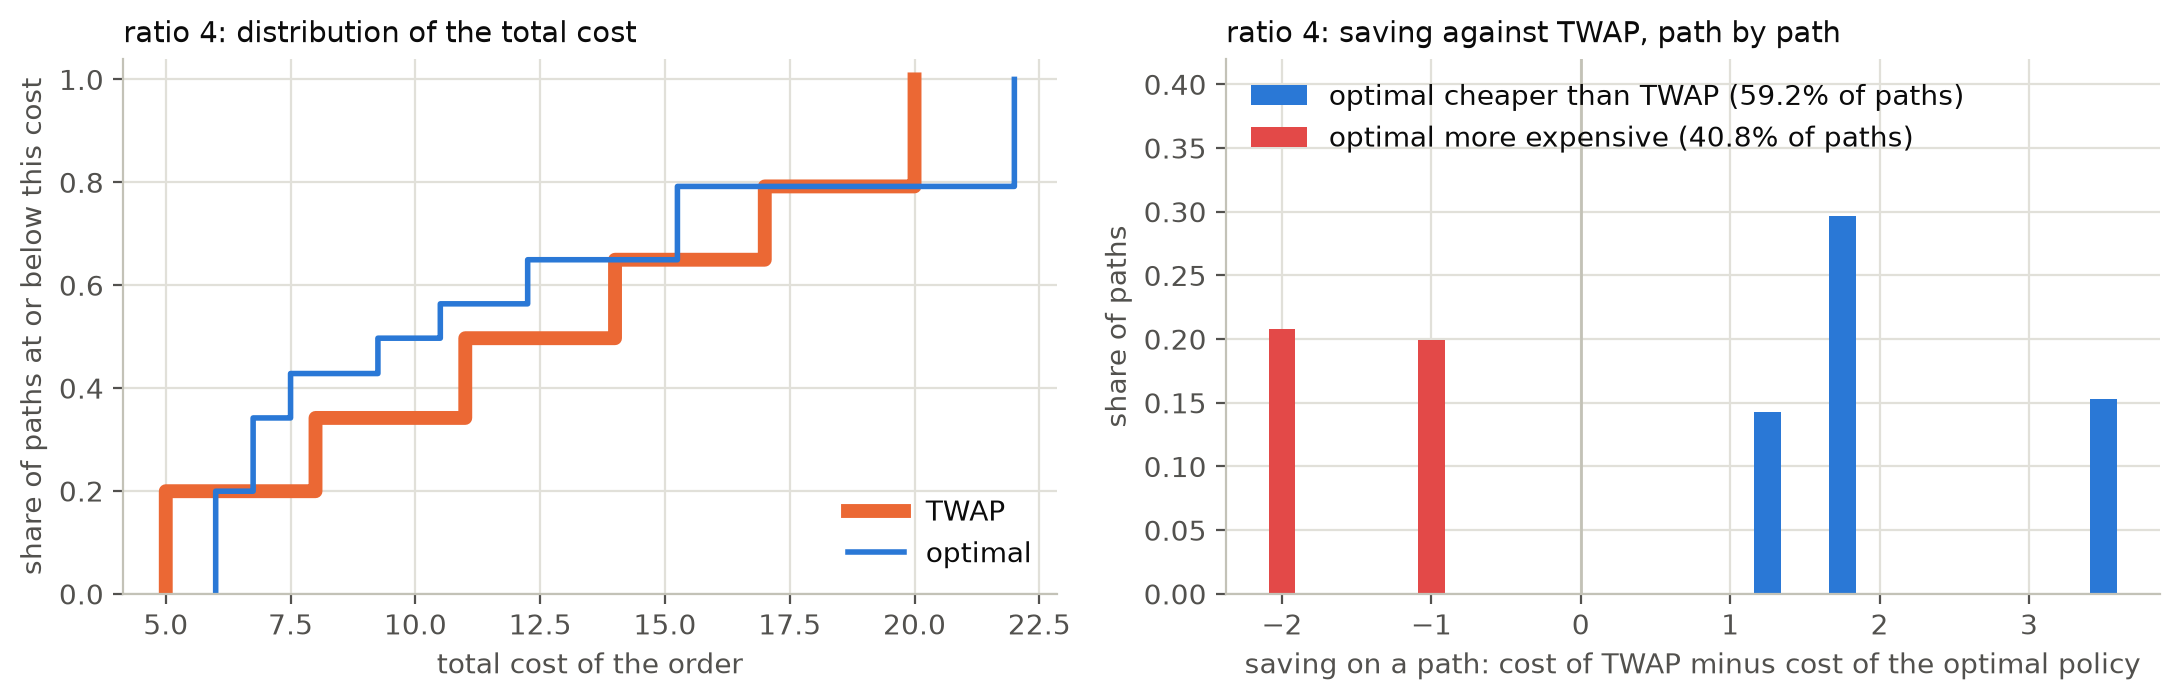 ratio 4: distribution of the total cost
share of paths at or below this cost
1.0
0.8
0.6
0.4
0.2
0.0
5.0 7.5 10.0 12.5 15.0 17.5 20.0 22.5
total cost of the order
TWAP
optimal
ratio 4: saving against TWAP, path by path
share of paths
0.40
0.35
0.30
0.25
0.20
0.15
0.10
0.05
0.00
optimal cheaper than TWAP (59.2% of paths)
optimal more expensive (40.8% of paths)
−2 −1 0 1 2 3
saving on a path: cost of TWAP minus cost of the optimal policy